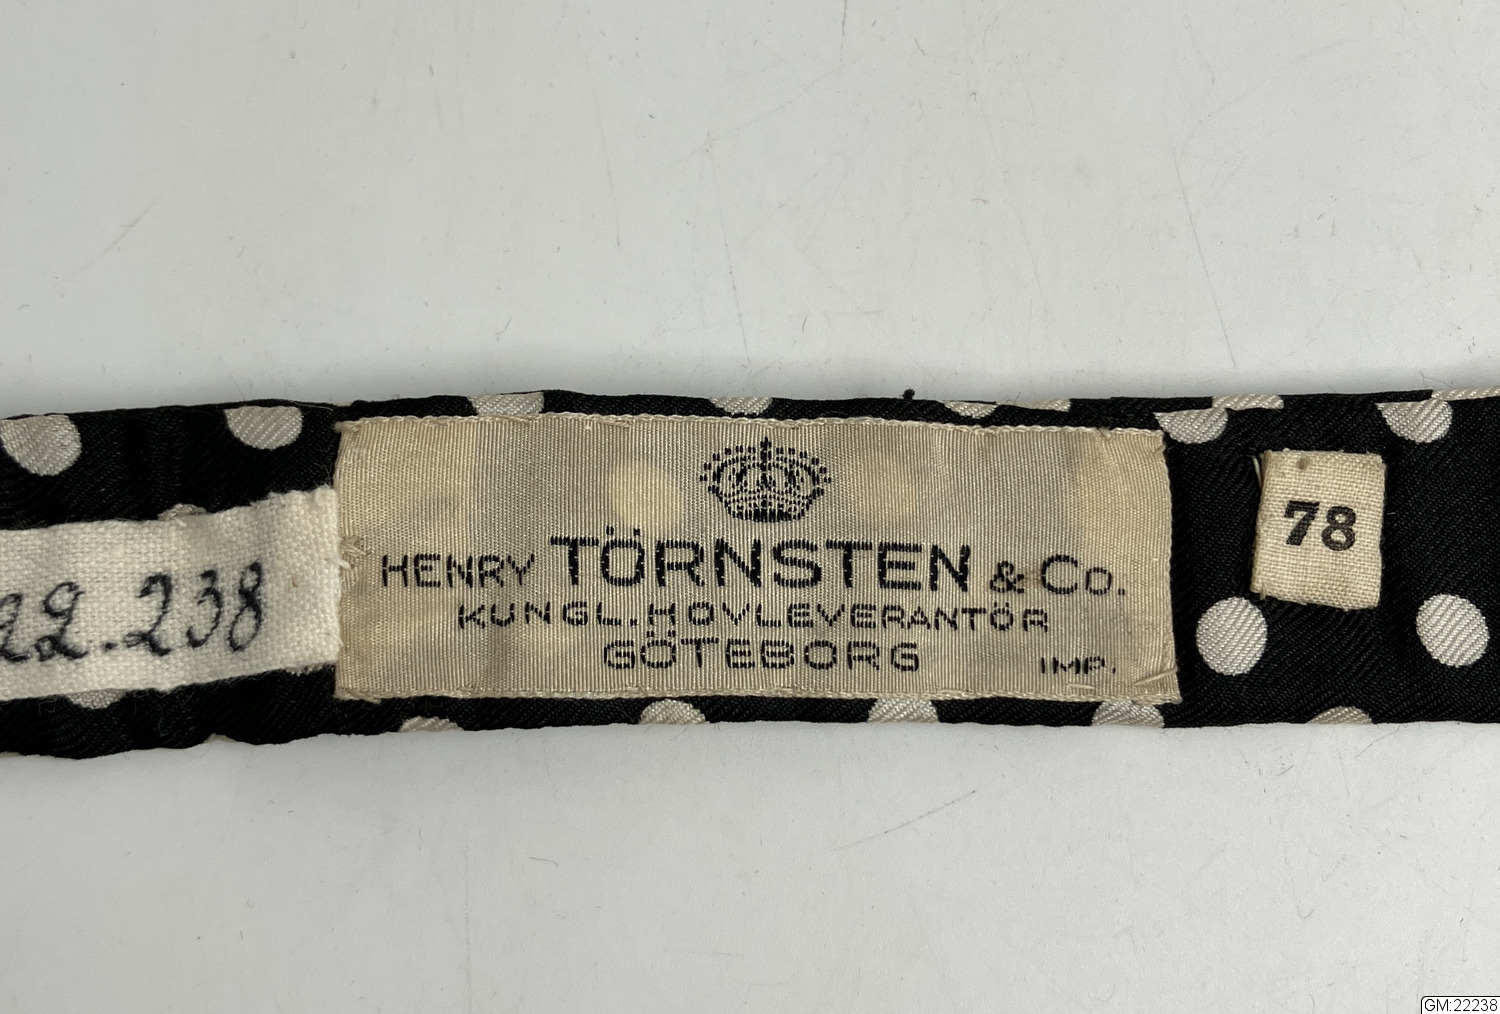 22.238
HENRY TÖRNSTEN & CO.
KUNGL. HOVLEVERANTÖR
GÖTEBORG
IMP.
78
GM:22238